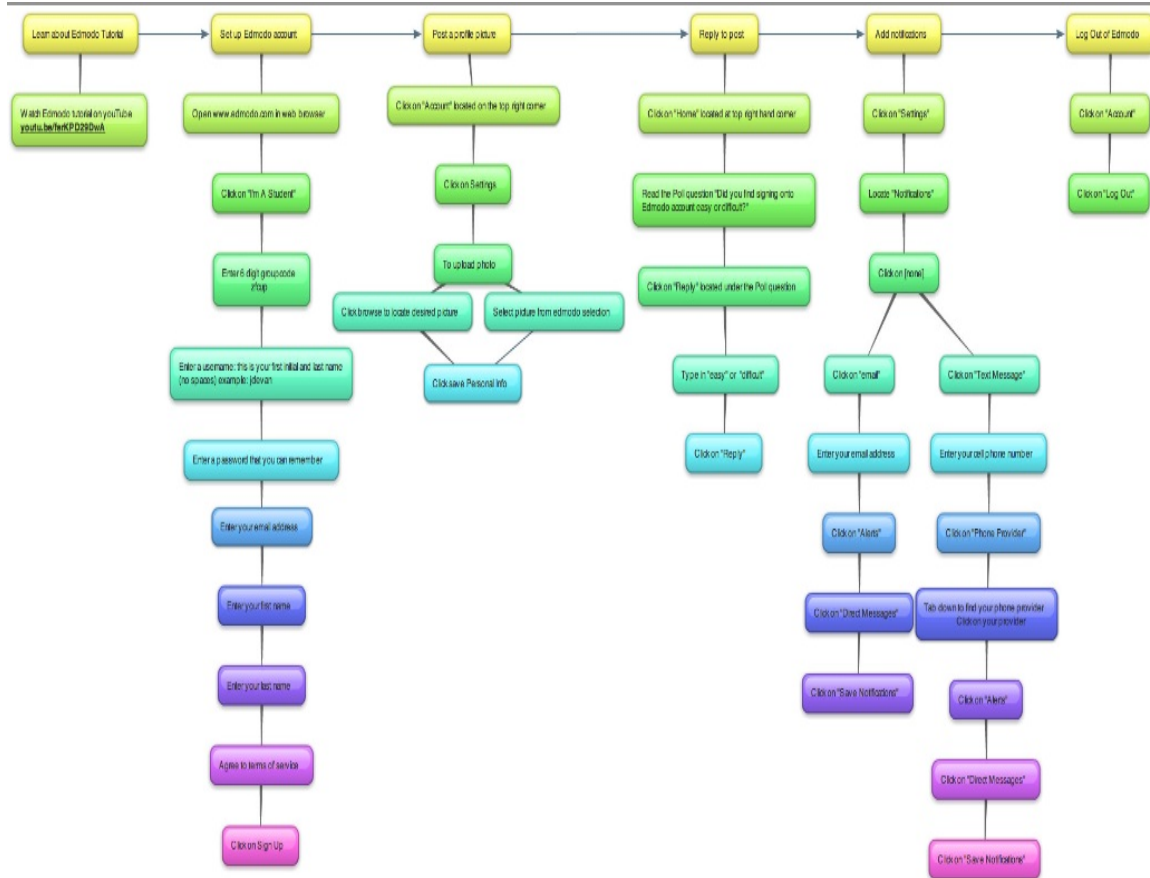 Learn about Edmodo Tutorial
Set up Edmodo account
Post a profile picture
Reply to post
Add notifications
Log Out of Edmodo
Watch Edmodo tutorial on youTube
Open www.edmodo.com in web browser
Click on "I'm A Student"
Enter 6 digit groupcode
Enter a username: this is your first initial and last name
(no spaces) example: jdevan
Enter a password that you can remember
Enter your email address
Enter your first name
Enter your last name
Agree to terms of service
Click on Sign Up
Click on "Account" located on the top right corner
Click on Settings
To upload photo
Click browse to locate desired picture
Select picture from edmodo selection
Click save Personal info
Click on "Home" located at top right hand corner
Read the Poll question "Did you find signing onto
Edmodo account easy or difficult?"
Click on "Reply" located under the Poll question
Type in "easy" or "difficult"
Click on "Reply"
Click on "Settings"
Locate "Notifications"
Click on [none]
Click on "email"
Enter your email address
Click on "Alerts"
Click on "Direct Messages"
Click on "Save Notifications"
Click on "Text Message"
Enter your cell phone number
Click on "Phone Provider"
Tab down to find your phone provider
Click on your provider
Click on "Alerts"
Click on "Direct Messages"
Click on "Save Notifications"
Click on "Account"
Click on "Log Out"